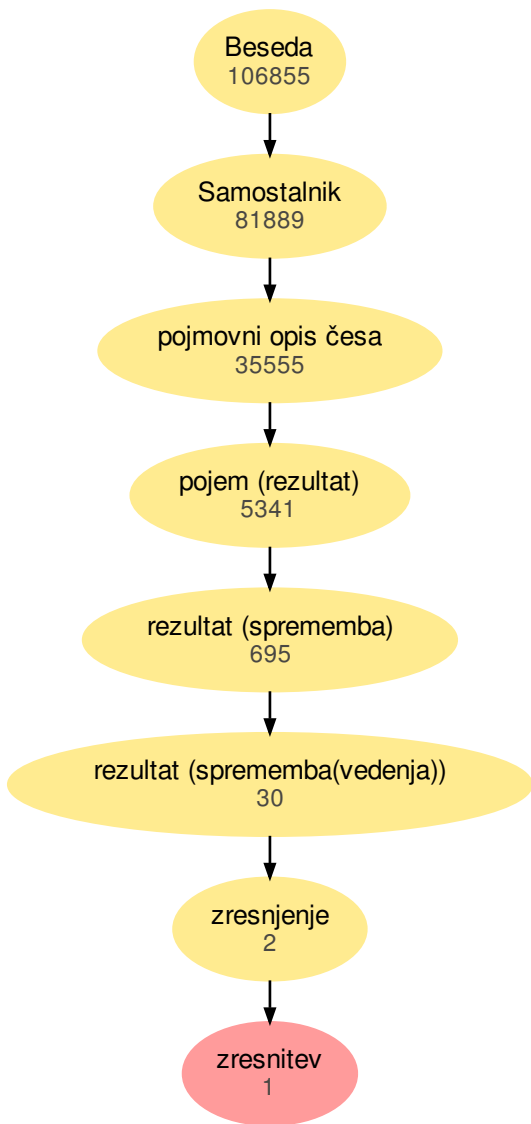 Beseda
106855
Samostalnik
81889
pojmovni opis česa
35555
pojem (rezultat)
5341
rezultat (sprememba)
695
rezultat (sprememba(vedenja))
30
zresnjenje
2
zresnitev
1